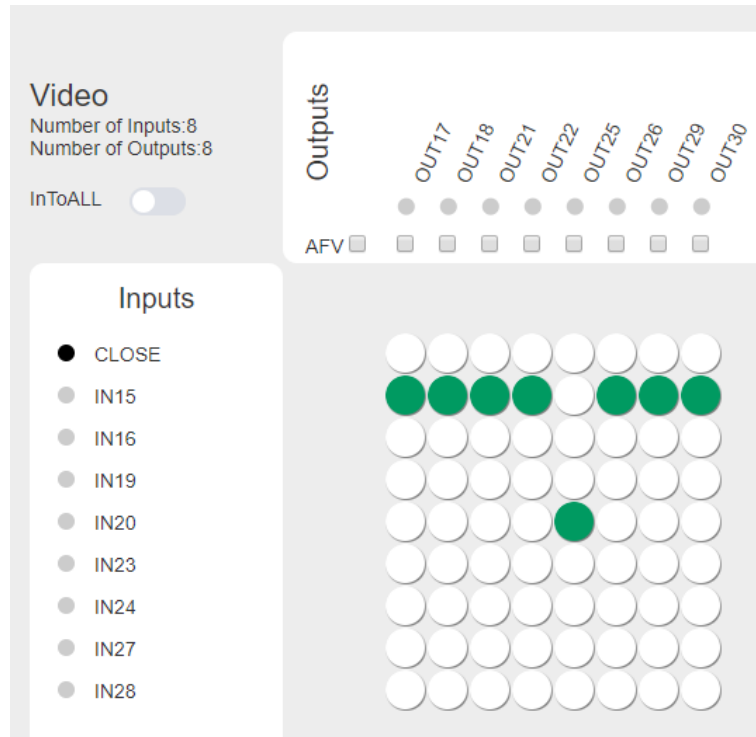 Video
Number of Inputs:8
Number of Outputs:8
InToALL
Outputs
OUT17
OUT18
OUT21
OUT22
OUT25
OUT26
OUT29
OUT30
AFV
Inputs
CLOSE
IN15
IN16
IN19
IN20
IN23
IN24
IN27
IN28